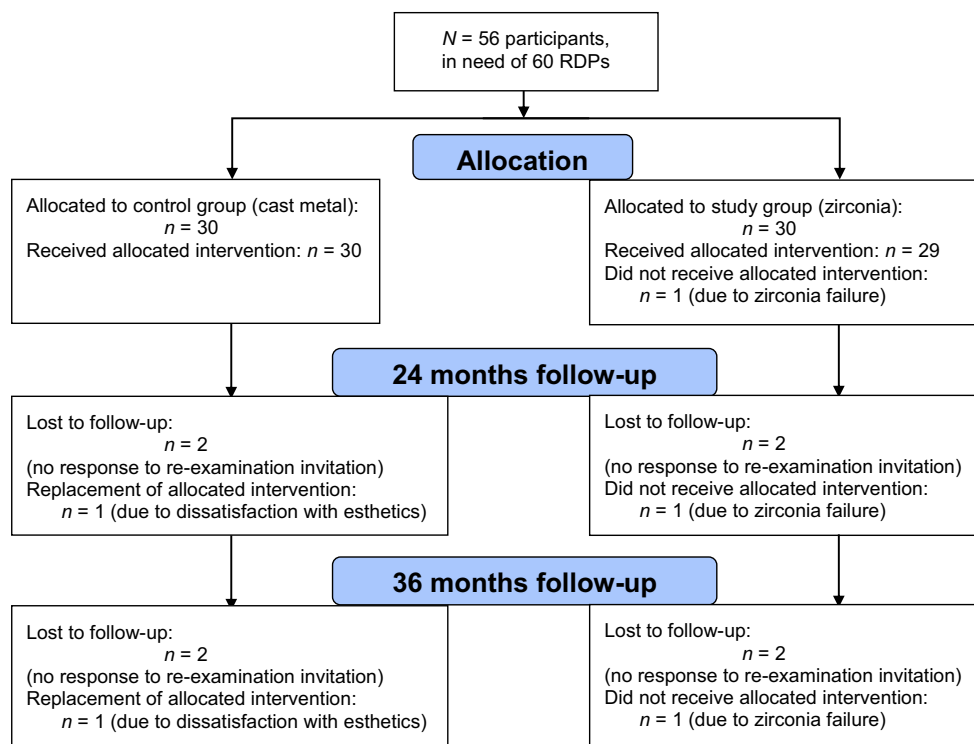 N = 56 participants,
in need of 60 RDPs
Allocation
Allocated to control group (cast metal):
n = 30
Received allocated intervention: n = 30
Allocated to study group (zirconia):
n = 30
Received allocated intervention: n = 29
Did not receive allocated intervention:
n = 1 (due to zirconia failure)
24 months follow-up
Lost to follow-up:
n = 2
(no response to re-examination invitation)
Replacement of allocated intervention:
n = 1 (due to dissatisfaction with esthetics)
Lost to follow-up:
n = 2
(no response to re-examination invitation)
Did not receive allocated intervention:
n = 1 (due to zirconia failure)
36 months follow-up
Lost to follow-up:
n = 2
(no response to re-examination invitation)
Replacement of allocated intervention:
n = 1 (due to dissatisfaction with esthetics)
Lost to follow-up:
n = 2
(no response to re-examination invitation)
Did not receive allocated intervention:
n = 1 (due to zirconia failure)